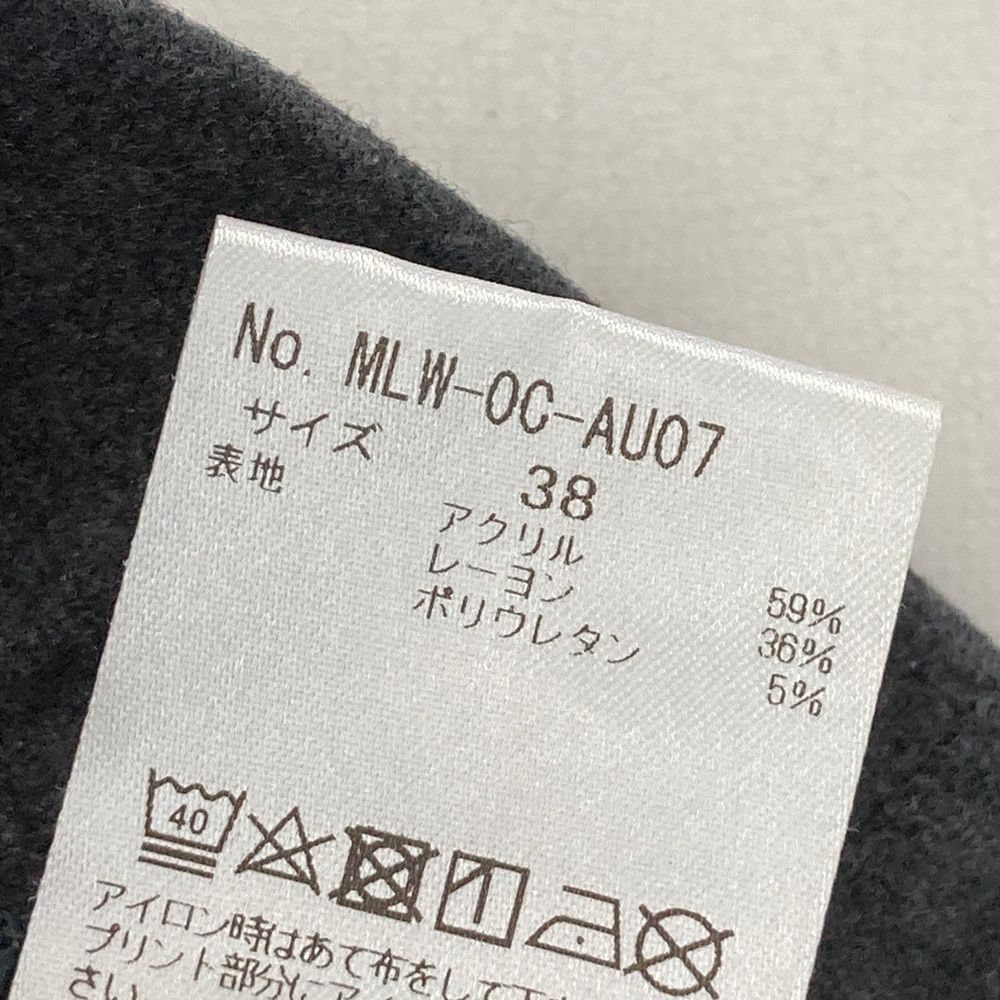 No. MLW-OC-AU07
サイズ 38
表地 アクリル 59%
レーヨン 36%
ポリウレタン 5%
40
アイロン時はあて布をして下
プリント部分にアイ
さい